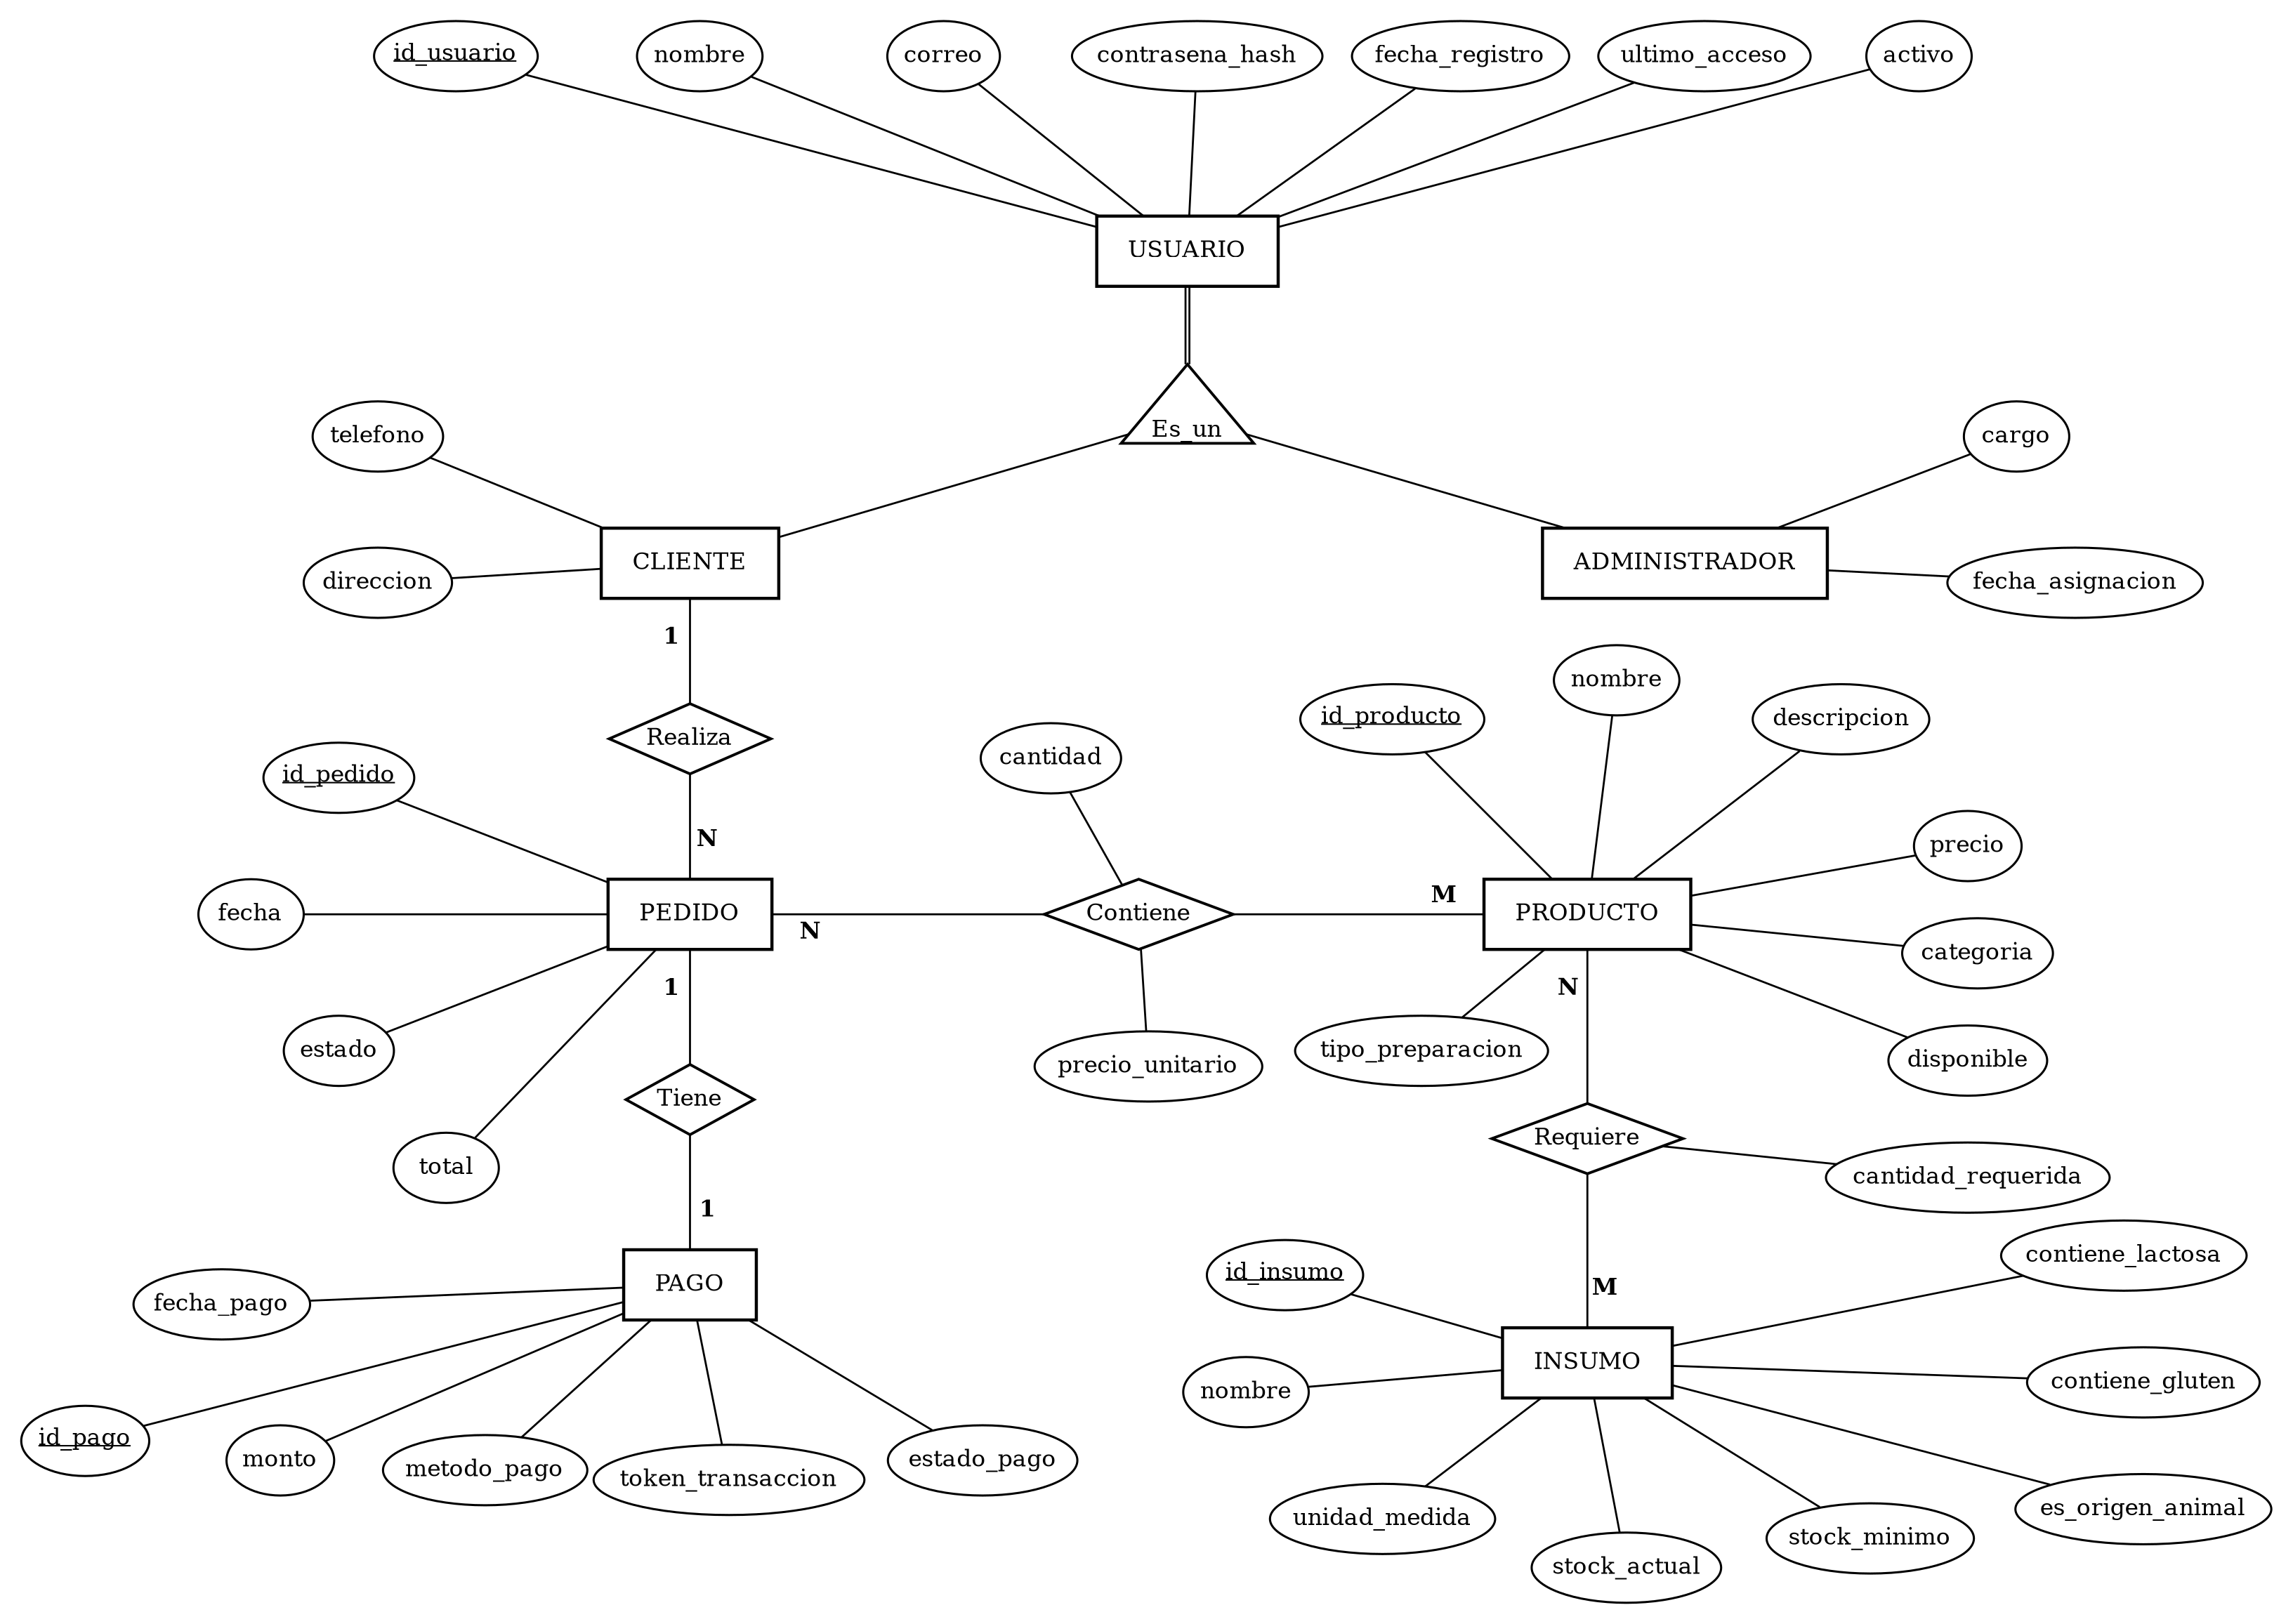 id_usuario
nombre
correo
contrasena_hash
fecha_registro
ultimo_acceso
activo
USUARIO
Es_un
telefono
direccion
CLIENTE
cargo
ADMINISTRADOR
fecha_asignacion
1
Realiza
N
id_pedido
fecha
PEDIDO
estado
total
N
cantidad
Contiene
precio_unitario
M
id_producto
nombre
descripcion
precio
PRODUCTO
categoria
disponible
tipo_preparacion
1
Tiene
1
N
Requiere
cantidad_requerida
M
PAGO
fecha_pago
id_pago
monto
metodo_pago
token_transaccion
estado_pago
id_insumo
INSUMO
nombre
contiene_lactosa
contiene_gluten
es_origen_animal
unidad_medida
stock_actual
stock_minimo